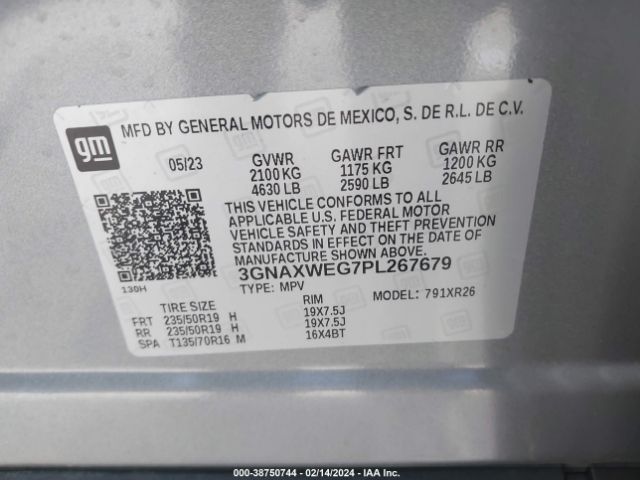 gm
MFD BY GENERAL MOTORS DE MEXICO, S. DE R.L. DE C.V.
05/23 GVWR GAWR FRT GAWR RR
2100 KG 1175 KG 1200 KG
4630 LB 2590 LB 2645 LB
THIS VEHICLE CONFORMS TO ALL
APPLICABLE U.S. FEDERAL MOTOR
VEHICLE SAFETY AND THEFT PREVENTION
STANDARDS IN EFFECT ON THE DATE OF
MANUFACTURE SHOWN ABOVE.
3GNAXWEG7PL267679
130H
TYPE: MPV MODEL: 791XR26
TIRE SIZE RIM
FRT 235/50R19 H 19X7.5J
RR 235/50R19 H 19X7.5J
SPA T135/70R16 M 16X4BT
000-38750744 - 02/14/2024 - IAA Inc.